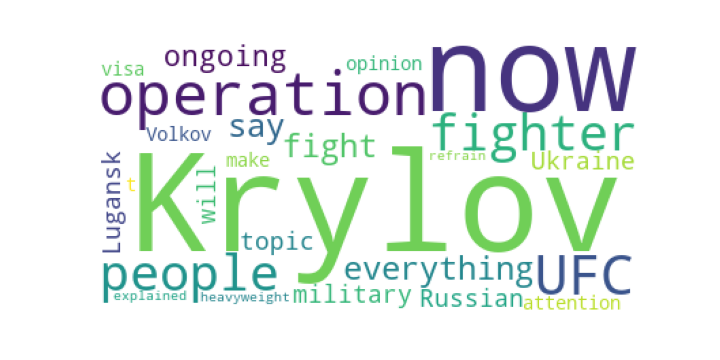 ongoing
opinion
now
visa
operation
Volkov
say
fighter
fight
Lugansk
make
refrain
Ukraine
t
will
Krylov
topic
people
everything
UFC
explained
heavyweight
military
Russian
attention